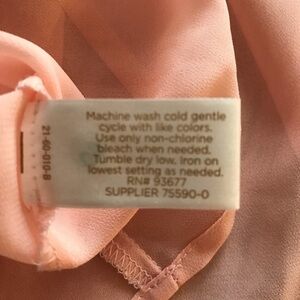 Machine wash cold gentle
cycle with like colors.
Use only non-chlorine
bleach when needed.
Tumble dry low. Iron on
lowest setting as needed.
RN# 93677
SUPPLIER 75590-0
21-60-010-B